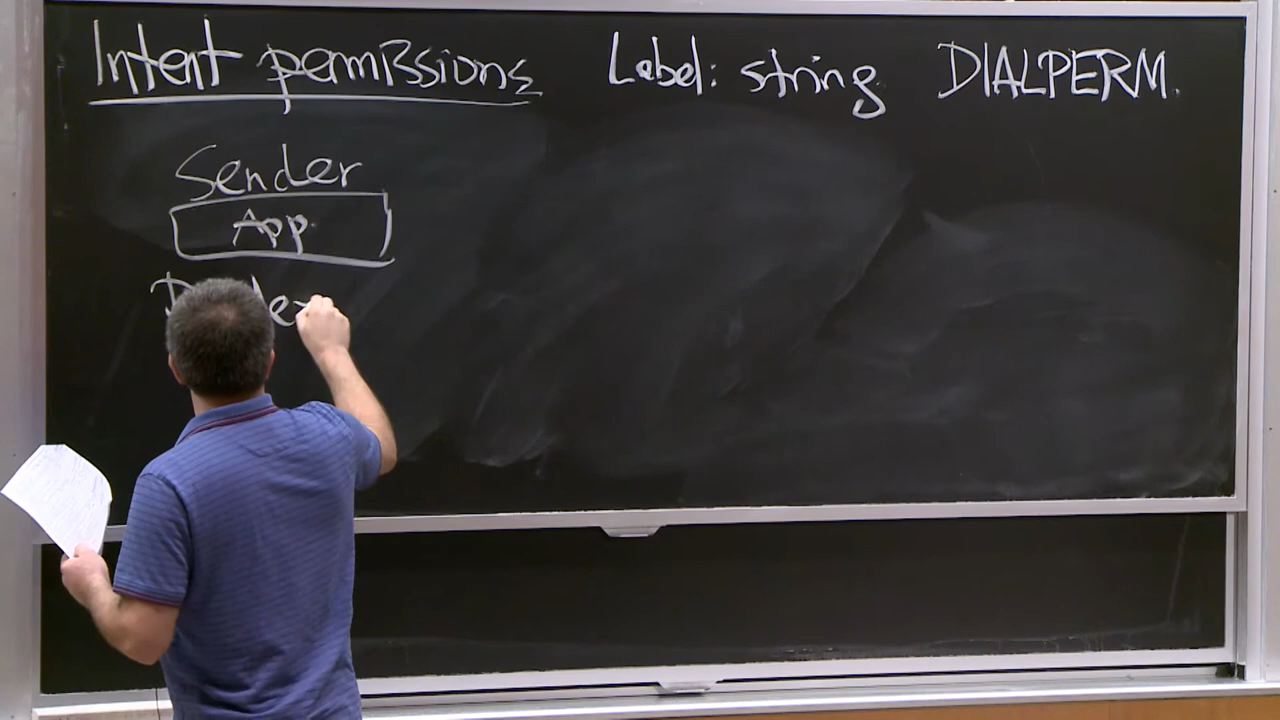 Intent permissions Label: string DIALPERM.
Sender
App